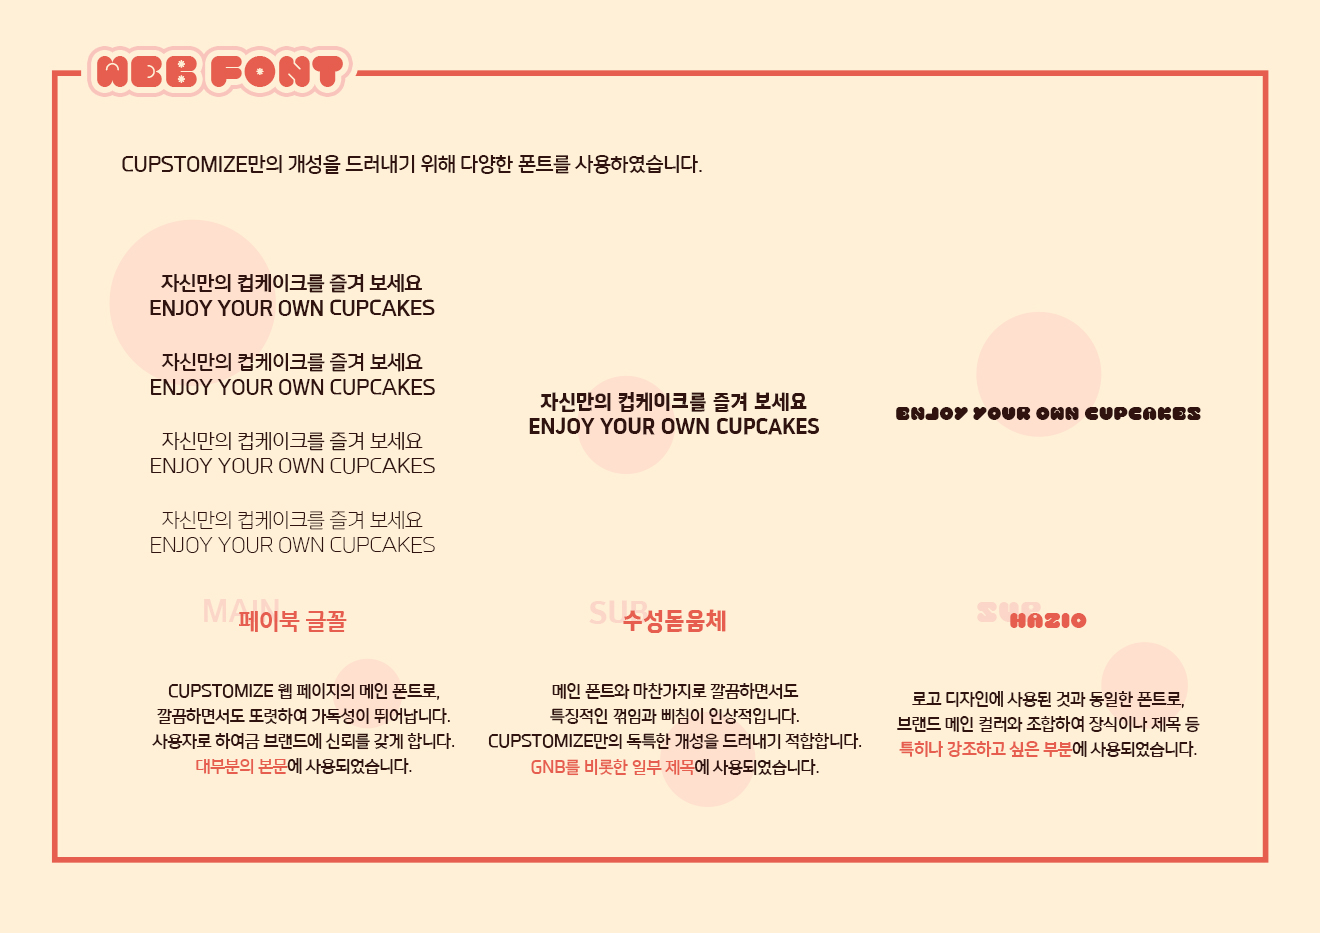 WEB FONT
CUPSTOMIZE만의 개성을 드러내기 위해 다양한 폰트를 사용하였습니다.
자신만의 컵케이크를 즐겨 보세요
ENJOY YOUR OWN CUPCAKES
자신만의 컵케이크를 즐겨 보세요
ENJOY YOUR OWN CUPCAKES
자신만의 컵케이크를 즐겨 보세요
ENJOY YOUR OWN CUPCAKES
자신만의 컵케이크를 즐겨 보세요
ENJOY YOUR OWN CUPCAKES
MAIN
페이북 글꼴
CUPSTOMIZE 웹 페이지의 메인 폰트로,
깔끔하면서도 또렷하여 가독성이 뛰어납니다.
사용자로 하여금 브랜드에 신뢰를 갖게 합니다.
대부분의 본문에 사용되었습니다.
자신만의 컵케이크를 즐겨 보세요
ENJOY YOUR OWN CUPCAKES
SUB
수성돋움체
메인 폰트와 마찬가지로 깔끔하면서도
특징적인 꺾임과 삐침이 인상적입니다.
CUPSTOMIZE만의 독특한 개성을 드러내기 적합합니다.
GNB를 비롯한 일부 제목에 사용되었습니다.
ENJOY YOUR OWN CUPCAKES
SUB
HAZIO
로고 디자인에 사용된 것과 동일한 폰트로,
브랜드 메인 컬러와 조합하여 장식이나 제목 등
특히나 강조하고 싶은 부분에 사용되었습니다.